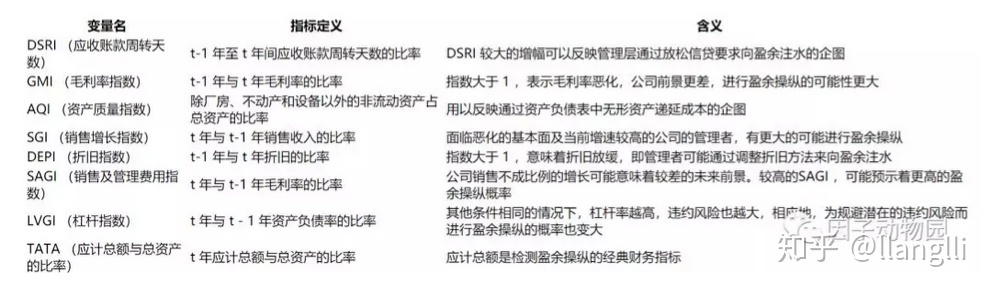 变量名 指标定义 含义
DSRI （应收账款周转天数） t-1 年至 t 年间应收账款周转天数的比率 DSRI 较大的增幅可以反映管理层通过放松信贷要求向盈余注水的企图
GMI （毛利率指数） t-1 年与 t 年毛利率的比率 指数大于 1 ，表示毛利率恶化，公司前景更差，进行盈余操纵的可能性更大
AQI （资产质量指数） 除厂房、不动产和设备以外的非流动资产占总资产的比率 用以反映通过资产负债表中无形资产递延成本的企图
SGI （销售增长指数） t 年与 t-1 年销售收入的比率 面临恶化的基本面及当前增速较高的公司的管理者，有更大的可能进行盈余操纵
DEPI （折旧指数） t-1 年与 t 年折旧的比率 指数大于 1 ，意味着折旧放缓，即管理者可能通过调整折旧方法来向盈余注水
SAGI （销售及管理费用指数） t 年与 t-1 年毛利率的比率 公司销售不成比例的增长可能意味着较差的未来前景。较高的SAGI ，可能预示着更高的盈余操纵概率
LVGI （杠杆指数） t 年与 t - 1 年资产负债率的比率 其他条件相同的情况下，杠杆率越高，违约风险也越大，相应地，为规避潜在的违约风险而进行盈余操纵的概率也变大
TATA （应计总额与总资产的比率） t 年应计总额与总资产的比率 应计总额是检测盈余操纵的经典财务指标
因子动物园
知乎 @llanglli